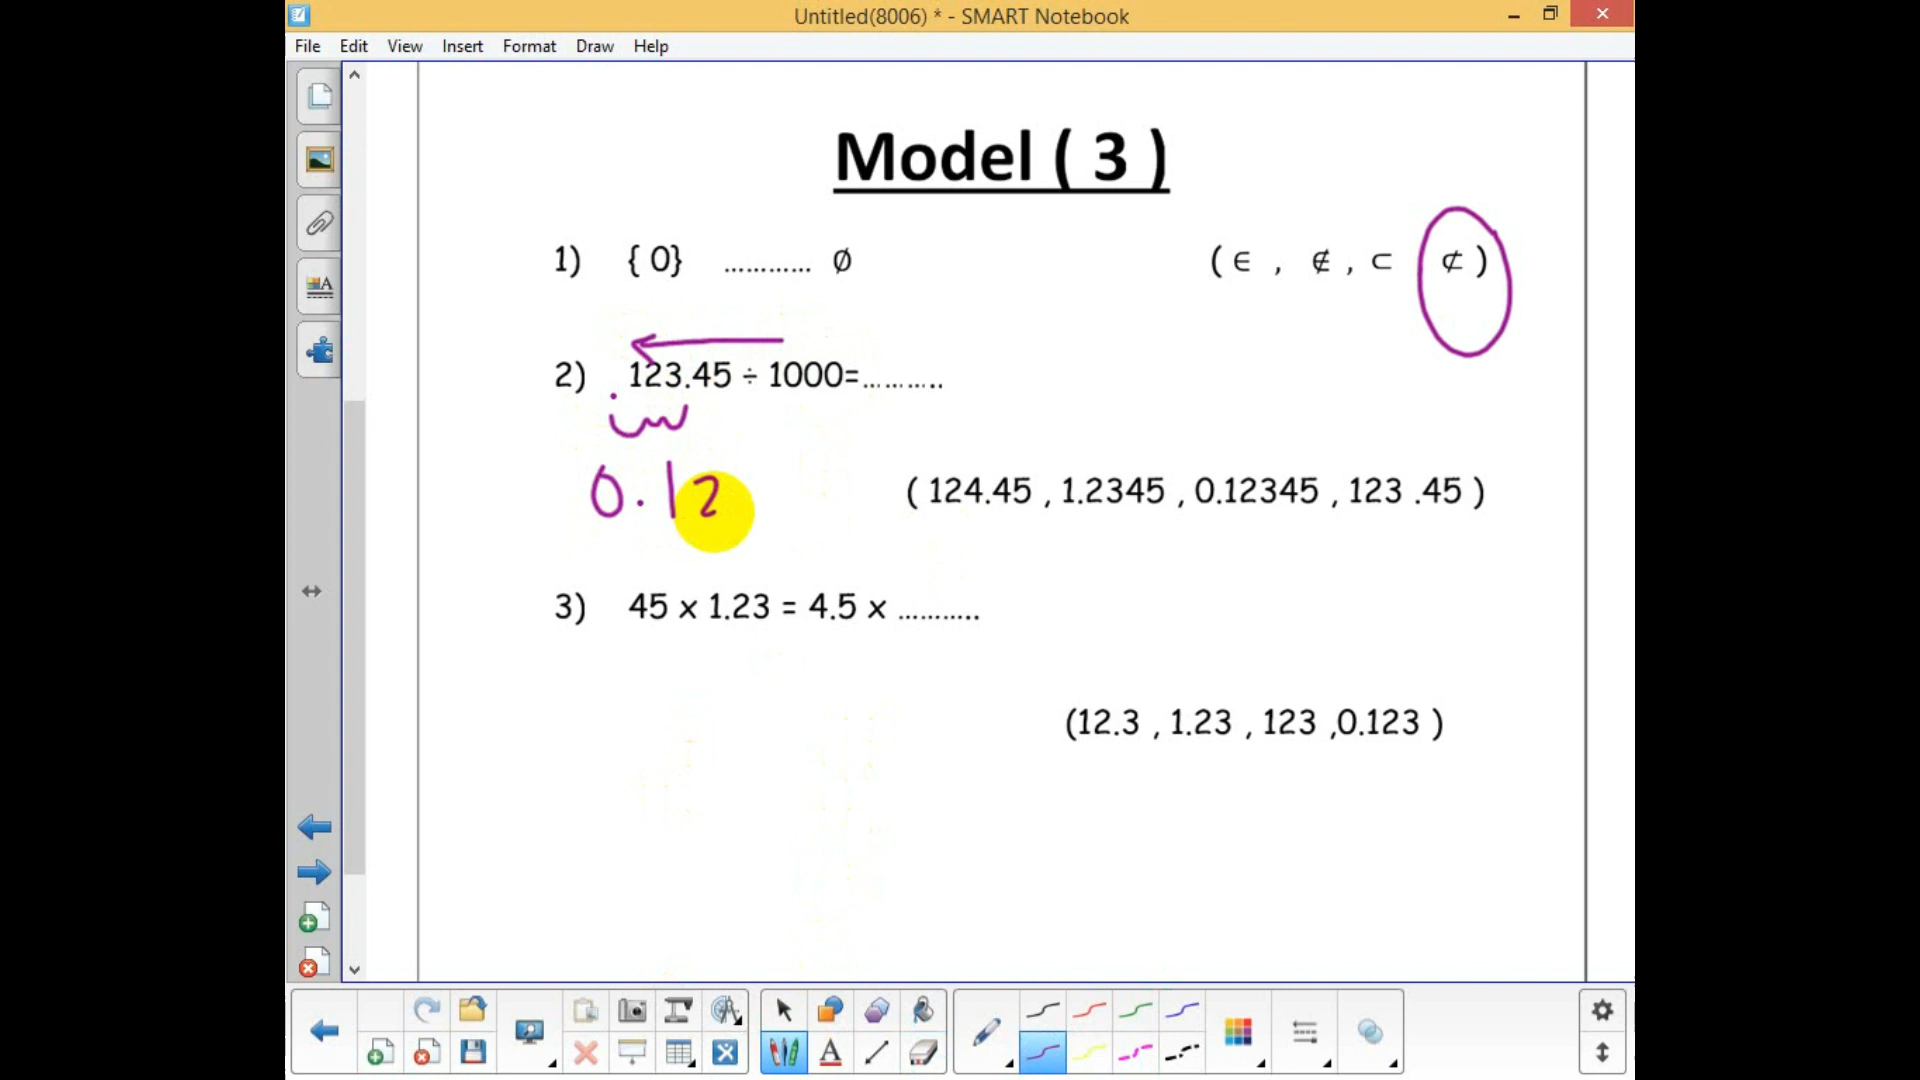 Untitled(8006) * - SMART Notebook
File Edit View Insert Format Draw Help
Model ( 3 )
1) { 0} ............ ∅ ( ∈ , ∉ , ⊂ ⊄ )
2) 123.45 ÷ 1000=..........
0.12
( 124.45 , 1.2345 , 0.12345 , 123 .45 )
3) 45 x 1.23 = 4.5 x ..........
(12.3 , 1.23 , 123 ,0.123 )